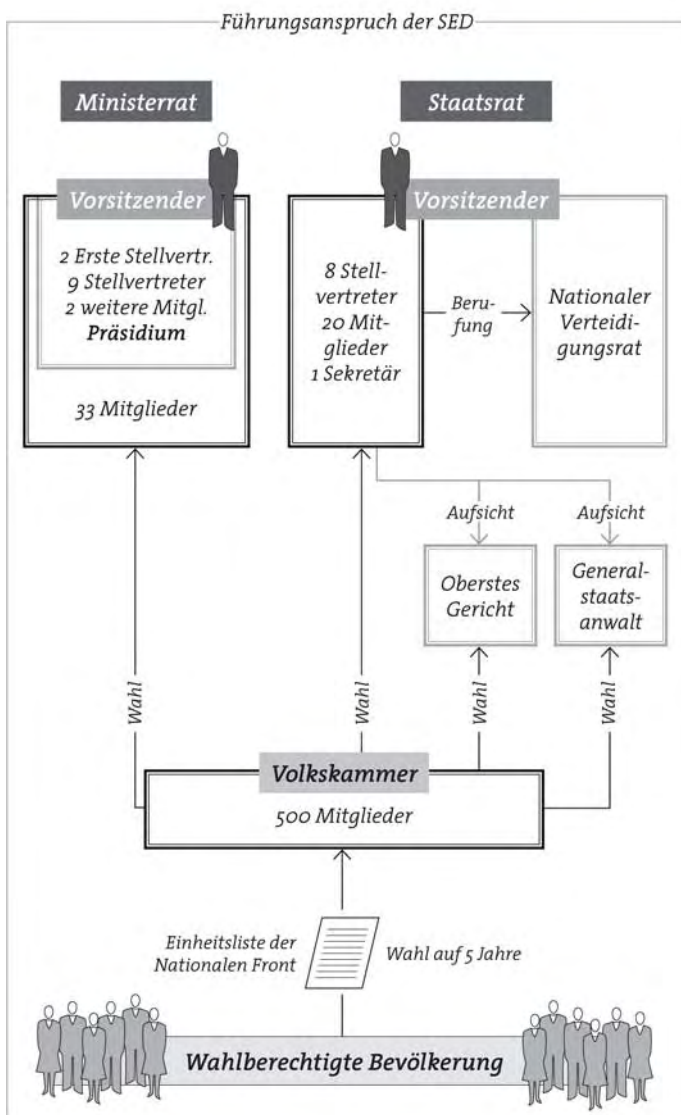 Führungsanspruch der SED
Ministerrat
Staatsrat
Vorsitzender
2 Erste Stellvertr.
9 Stellvertreter
2 weitere Mitgl.
Präsidium
33 Mitglieder
Vorsitzender
8 Stell-
vertreter
20 Mit-
glieder
1 Sekretär
Beru-
fung
Nationaler
Verteidi-
gungsrat
Aufsicht
Aufsicht
Oberstes
Gericht
General-
staats-
anwalt
Wahl
Wahl
Wahl
Wahl
Volkskammer
500 Mitglieder
Einheitsliste der
Nationalen Front
Wahl auf 5 Jahre
Wahlberechtigte Bevölkerung